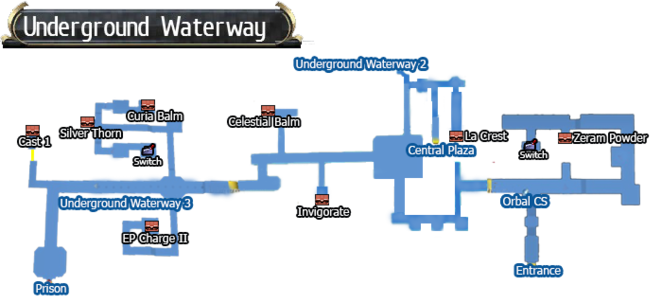 Underground Waterway
Underground Waterway 2
Curia Balm
Celestial Balm
Silver Thorn
Cast 1
Switch
La Crest
Zeram Powder
Central Plaza
Switch
Underground Waterway 3
Invigorate
Orbal CS
EP Charge II
Entrance
Prison